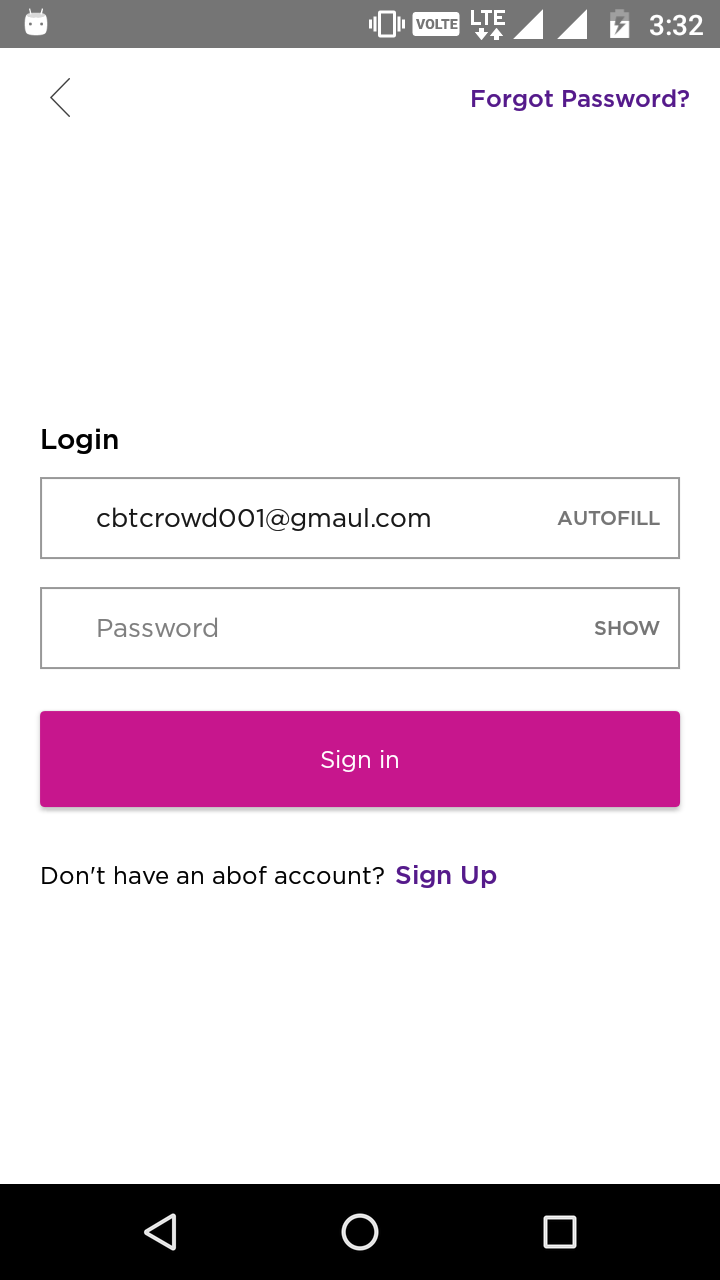 VOLTE LTE 3:32
Forgot Password?
Login
cbtcrowd001@gmaul.com AUTOFILL
Password SHOW
Sign in
Don't have an abof account? Sign Up